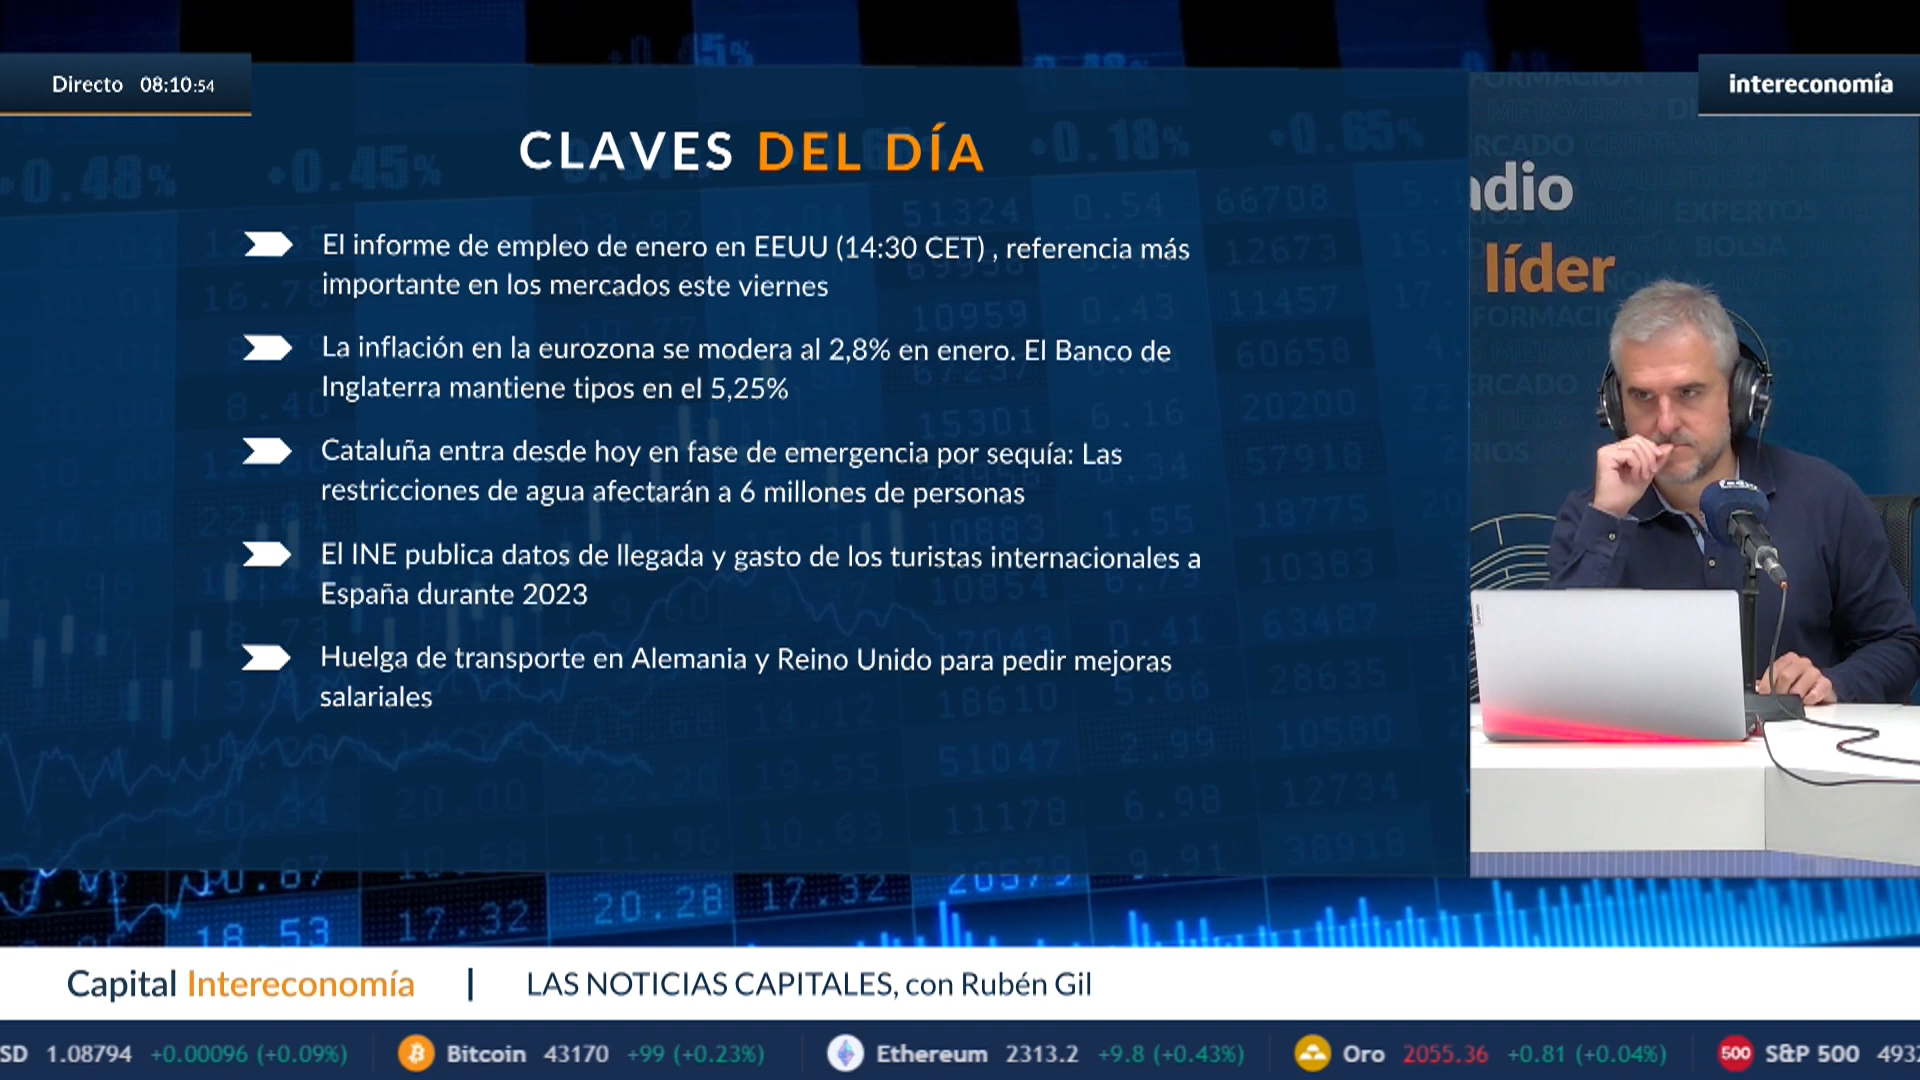 Directo 08:10:54
intereconomía
CLAVES DEL DÍA
El informe de empleo de enero en EEUU (14:30 CET) , referencia más
importante en los mercados este viernes
La inflación en la eurozona se modera al 2,8% en enero. El Banco de
Inglaterra mantiene tipos en el 5,25%
Cataluña entra desde hoy en fase de emergencia por sequía: Las
restricciones de agua afectarán a 6 millones de personas
El INE publica datos de llegada y gasto de los turistas internacionales a
España durante 2023
Huelga de transporte en Alemania y Reino Unido para pedir mejoras
salariales
líder
EXPERTOS
BOLSA
Capital Intereconomía | LAS NOTICIAS CAPITALES, con Rubén Gil
SD 1.08794 +0.00096 (+0.09%) Bitcoin 43170 +99 (+0.23%) Ethereum 2313.2 +9.8 (+0.43%) Oro 2055.36 +0.81 (+0.04%) 500 S&P 500 493